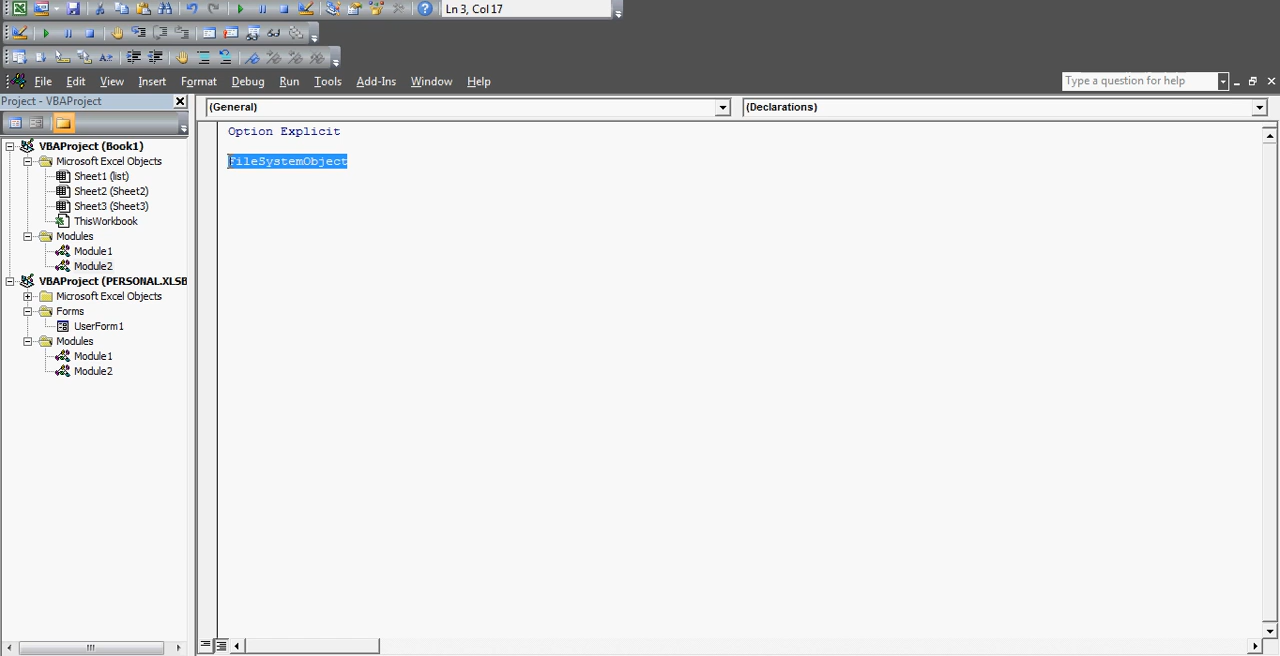 Ln 3, Col 17
File Edit View Insert Format Debug Run Tools Add-Ins Window Help
Type a question for help
Project - VBAProject
(General)
(Declarations)
VBAProject (Book1)
Microsoft Excel Objects
Sheet1 (list)
Sheet2 (Sheet2)
Sheet3 (Sheet3)
ThisWorkbook
Modules
Module1
Module2
VBAProject (PERSONAL.XLSB
Microsoft Excel Objects
Forms
UserForm1
Modules
Module1
Module2
Option Explicit
FileSystemObject